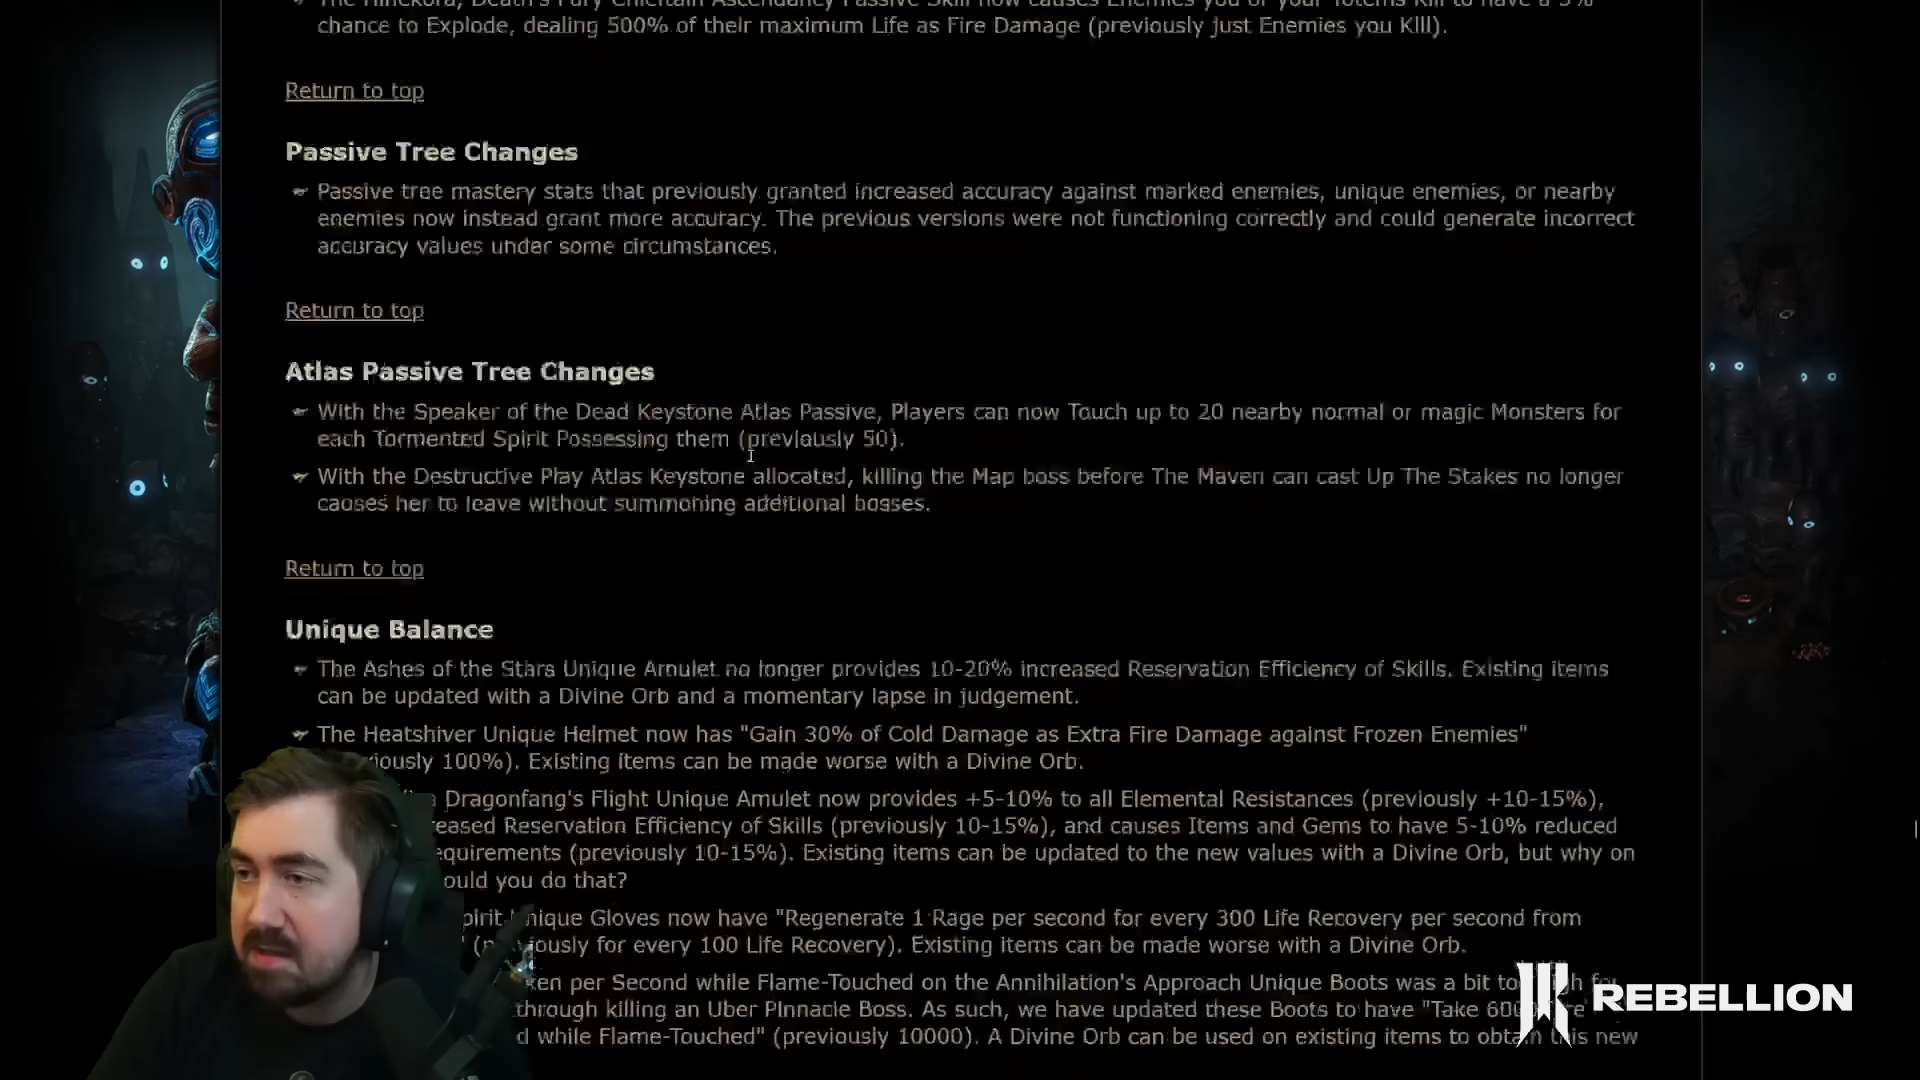 The Hinekora, Death's Fury Chieftain Ascendancy Passive Skill now causes Enemies you or your Totems Kill to have a 5%
chance to Explode, dealing 500% of their maximum Life as Fire Damage (previously just Enemies you Kill).
Return to top
Passive Tree Changes
Passive tree mastery stats that previously granted increased accuracy against marked enemies, unique enemies, or nearby
enemies now instead grant more accuracy. The previous versions were not functioning correctly and could generate incorrect
accuracy values under some circumstances.
Return to top
Atlas Passive Tree Changes
With the Speaker of the Dead Keystone Atlas Passive, Players can now Touch up to 20 nearby normal or magic Monsters for
each Tormented Spirit Possessing them (previously 50).
With the Destructive Play Atlas Keystone allocated, killing the Map boss before The Maven can cast Up The Stakes no longer
causes her to leave without summoning additional bosses.
Return to top
Unique Balance
The Ashes of the Stars Unique Amulet no longer provides 10-20% increased Reservation Efficiency of Skills. Existing items
can be updated with a Divine Orb and a momentary lapse in judgement.
The Heatshiver Unique Helmet now has "Gain 30% of Cold Damage as Extra Fire Damage against Frozen Enemies"
iously 100%). Existing items can be made worse with a Divine Orb.
Dragonfang's Flight Unique Amulet now provides +5-10% to all Elemental Resistances (previously +10-15%),
reased Reservation Efficiency of Skills (previously 10-15%), and causes Items and Gems to have 5-10% reduced
equirements (previously 10-15%). Existing items can be updated to the new values with a Divine Orb, but why on
ould you do that?
pirit Unique Gloves now have "Regenerate 1 Rage per second for every 300 Life Recovery per second from
(previously for every 100 Life Recovery). Existing items can be made worse with a Divine Orb.
ken per Second while Flame-Touched on the Annihilation's Approach Unique Boots was a bit too high for
through killing an Uber Pinnacle Boss. As such, we have updated these Boots to have "Take 6000 Fire
d while Flame-Touched" (previously 10000). A Divine Orb can be used on existing items to obtain this new
REBELLION